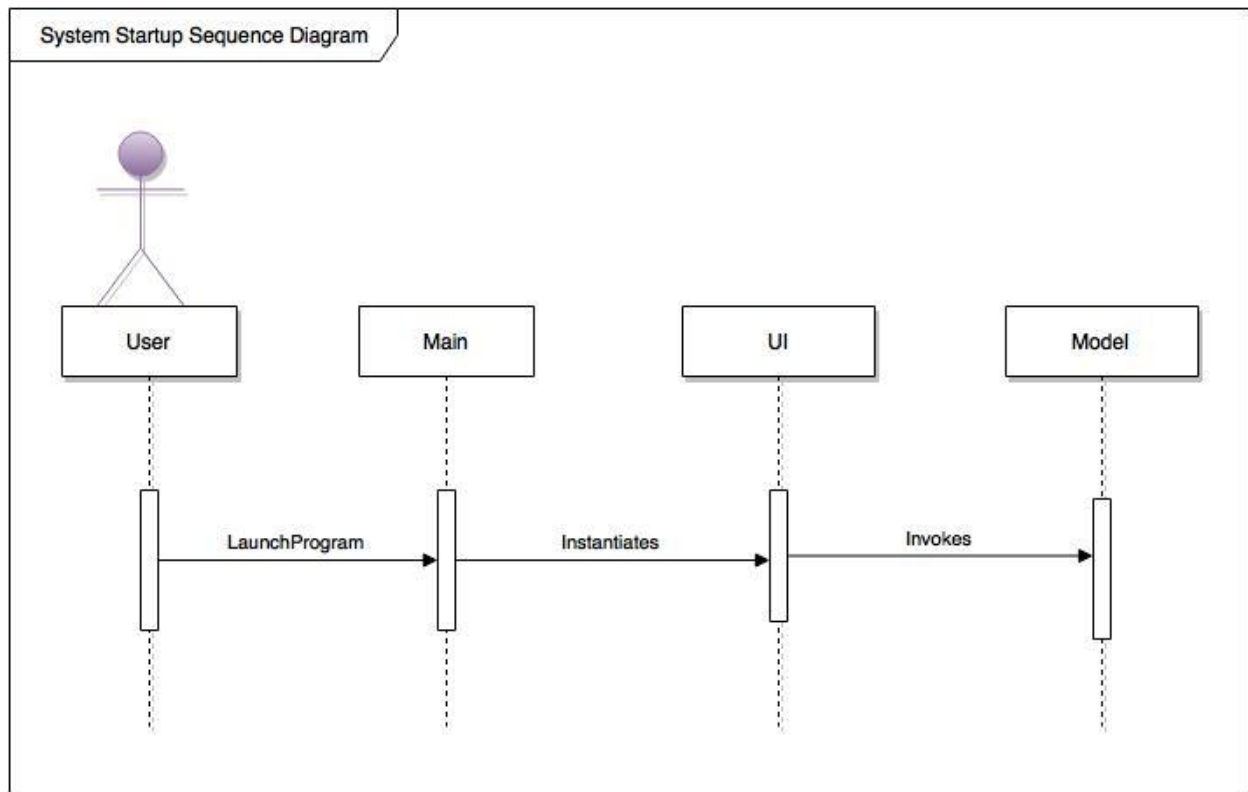 System Startup Sequence Diagram
User
Main
UI
Model
LaunchProgram
Instantiates
Invokes